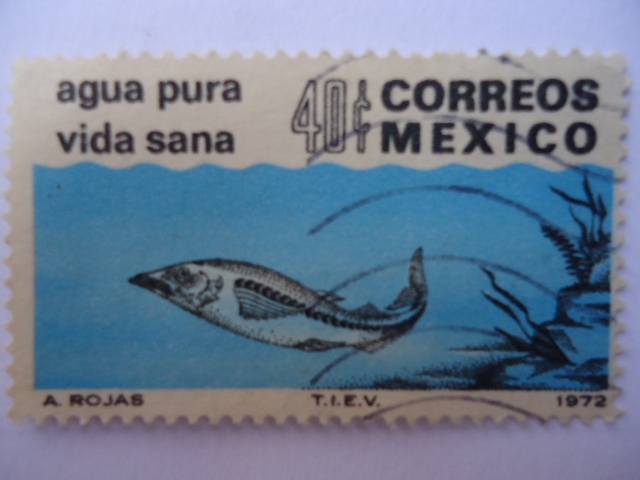 agua pura
vida sana
40¢ CORREOS
MEXICO
A. ROJAS T.I.E.V. 1972